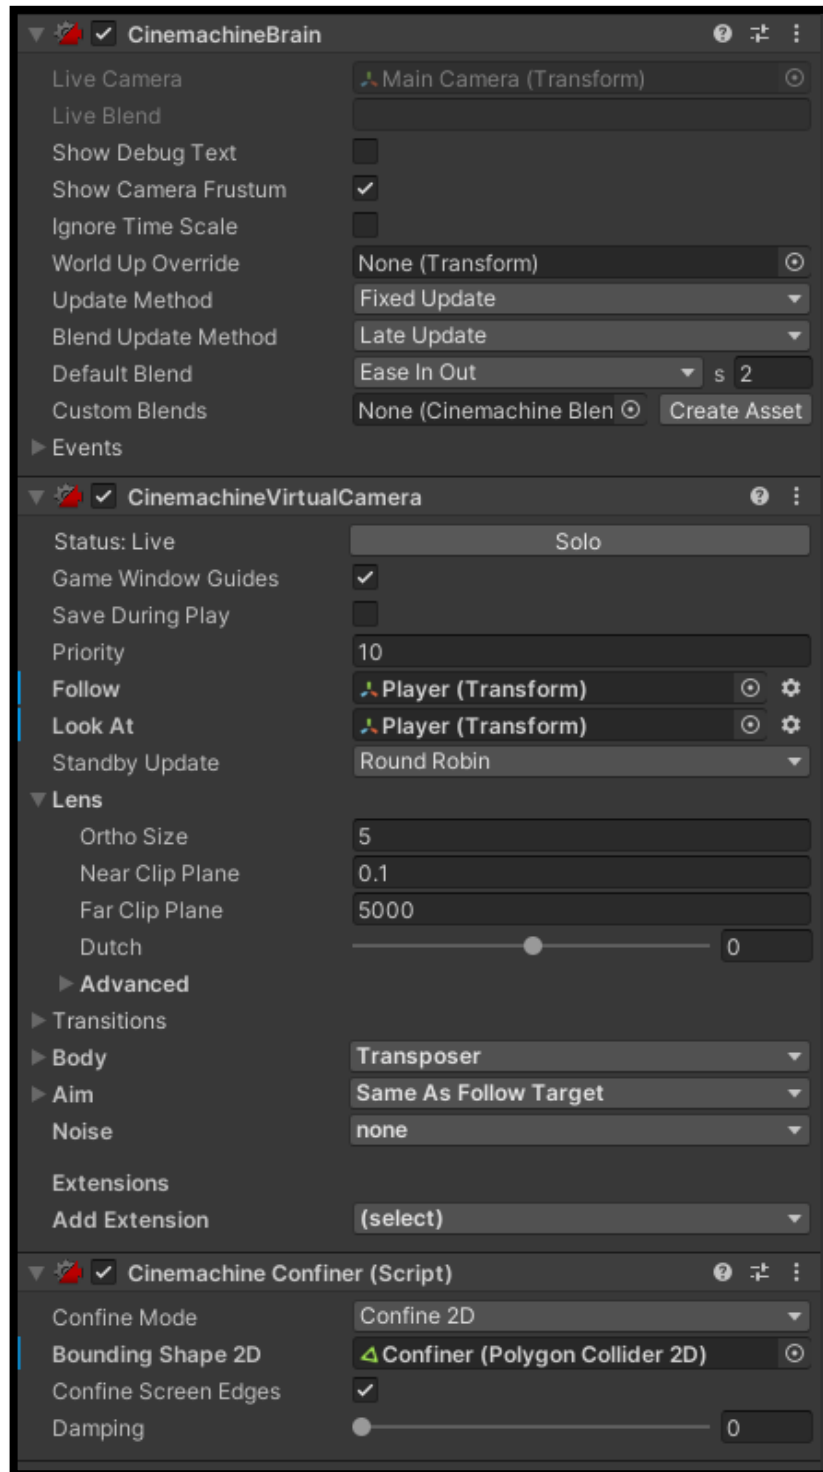 CinemachineBrain
Live Camera Main Camera (Transform)
Live Blend
Show Debug Text
Show Camera Frustum
Ignore Time Scale
World Up Override None (Transform)
Update Method Fixed Update
Blend Update Method Late Update
Default Blend Ease In Out s 2
Custom Blends None (Cinemachine Blen Create Asset
Events
CinemachineVirtualCamera
Status: Live Solo
Game Window Guides
Save During Play
Priority 10
Follow Player (Transform)
Look At Player (Transform)
Standby Update Round Robin
Lens
Ortho Size 5
Near Clip Plane 0.1
Far Clip Plane 5000
Dutch 0
Advanced
Transitions
Body Transposer
Aim Same As Follow Target
Noise none
Extensions
Add Extension (select)
Cinemachine Confiner (Script)
Confine Mode Confine 2D
Bounding Shape 2D Confiner (Polygon Collider 2D)
Confine Screen Edges
Damping 0